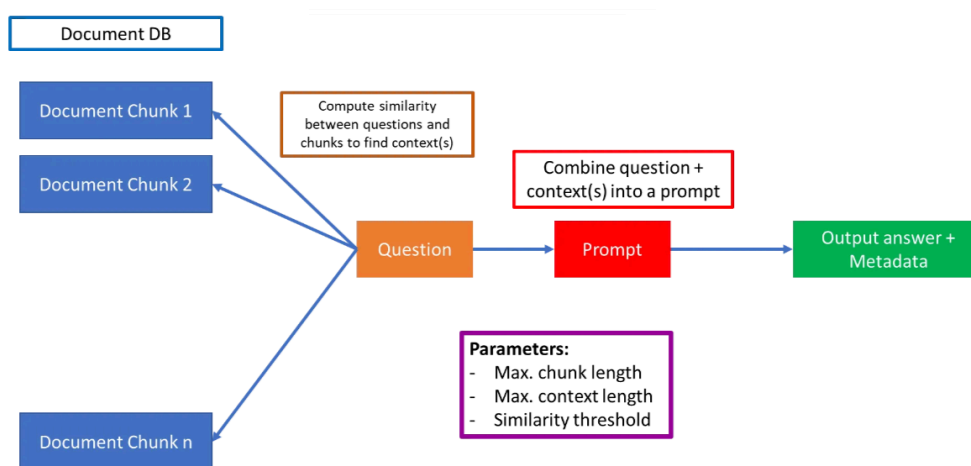 Document DB
Document Chunk 1
Document Chunk 2
Document Chunk n
Compute similarity
between questions and
chunks to find context(s)
Question
Combine question +
context(s) into a prompt
Prompt
Output answer +
Metadata
Parameters:
- Max. chunk length
- Max. context length
- Similarity threshold